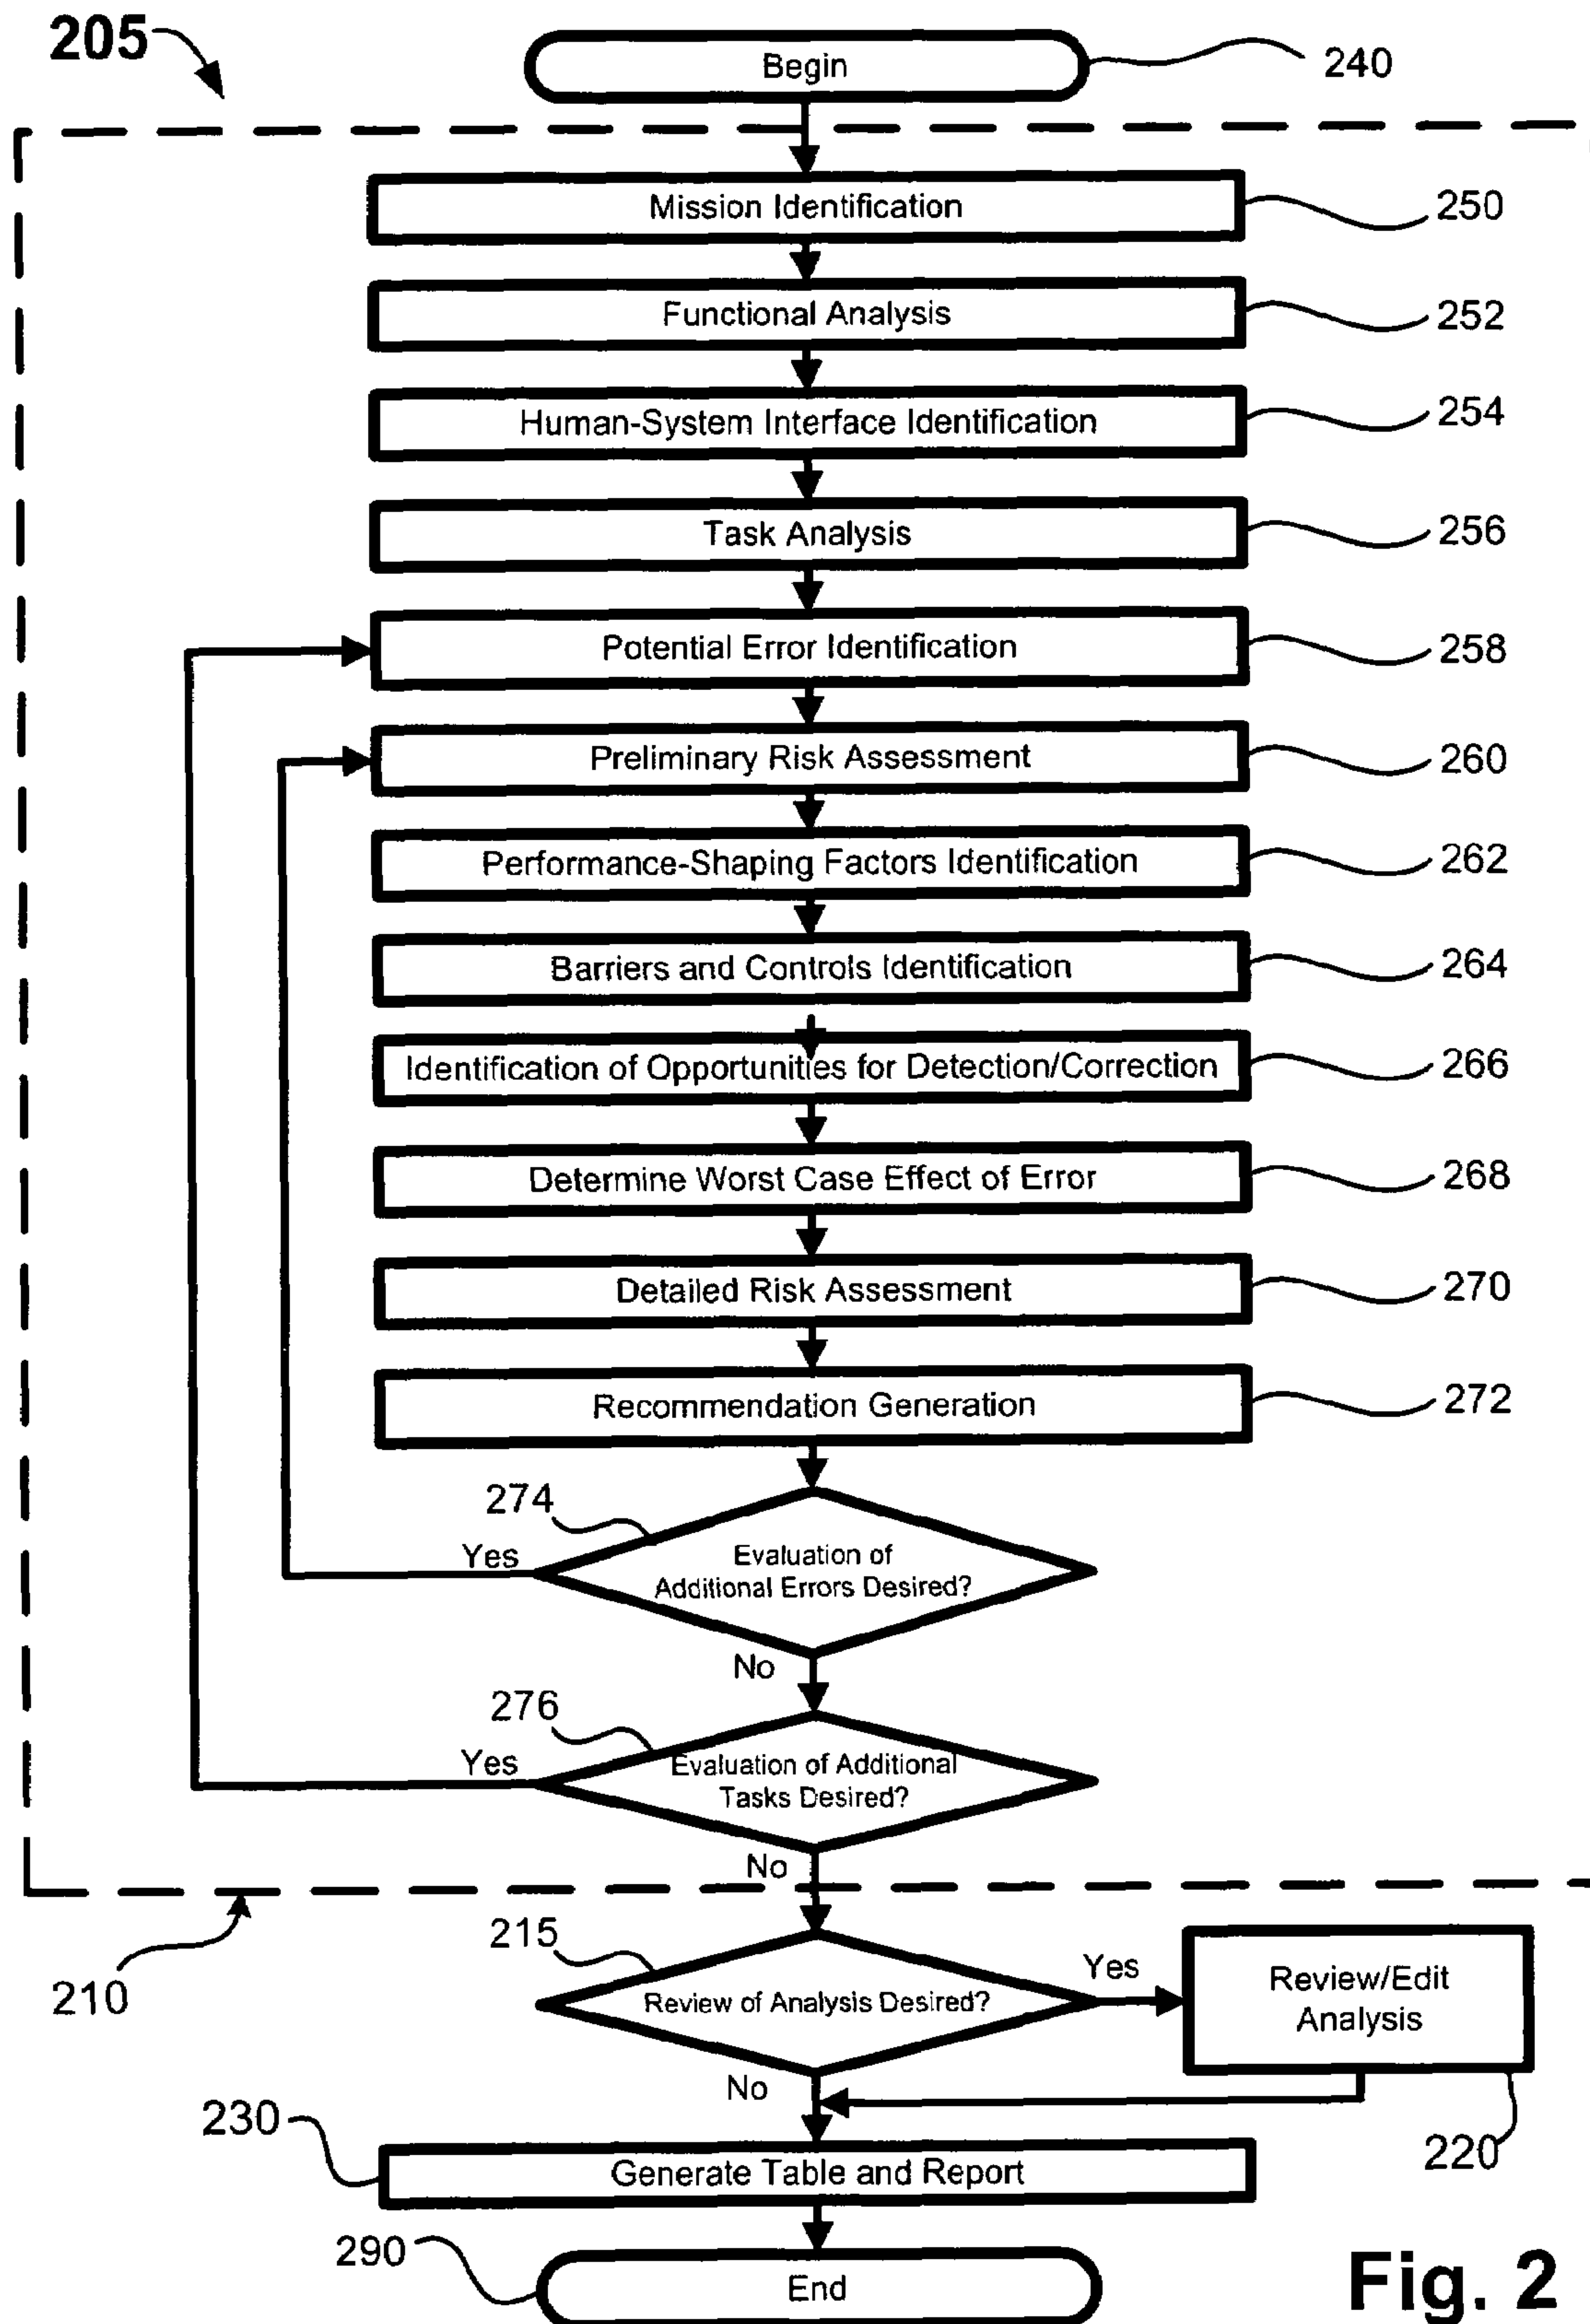 205
Begin
240
Mission Identification
250
Functional Analysis
252
Human-System Interface Identification
254
Task Analysis
256
Potential Error Identification
258
Preliminary Risk Assessment
260
Performance-Shaping Factors Identification
262
Barriers and Controls Identification
264
Identification of Opportunities for Detection/Correction
266
Determine Worst Case Effect of Error
268
Detailed Risk Assessment
270
Recommendation Generation
272
274
Yes
Evaluation of
Additional Errors Desired?
No
276
Yes
Evaluation of Additional
Tasks Desired?
No
210
215
Review of Analysis Desired?
Yes
Review/Edit
Analysis
No
220
230
Generate Table and Report
290
End
Fig. 2